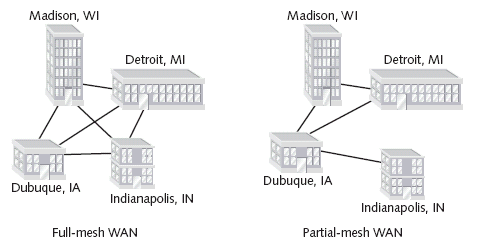 Madison, WI
Detroit, MI
Dubuque, IA
Indianapolis, IN
Full-mesh WAN
Madison, WI
Detroit, MI
Dubuque, IA
Indianapolis, IN
Partial-mesh WAN